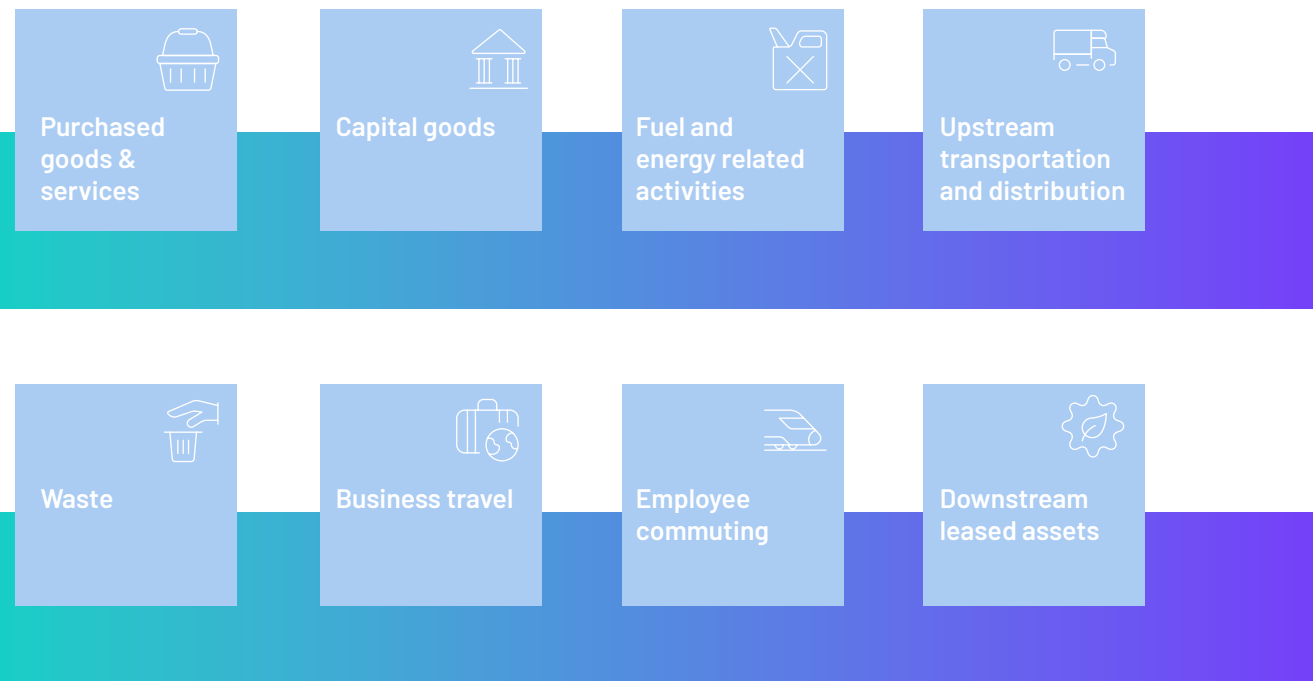 Purchased
goods &
services
Capital goods
Fuel and
energy related
activities
Upstream
transportation
and distribution
Waste
Business travel
Employee
commuting
Downstream
leased assets